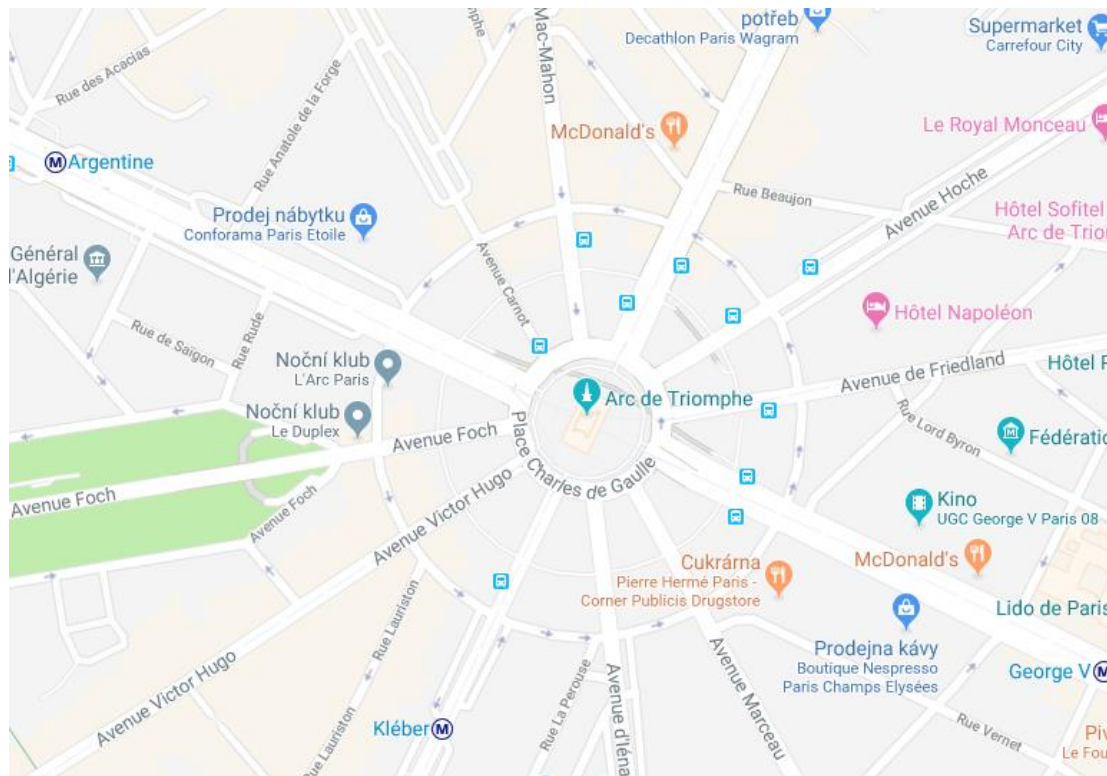 potřeb
Decathlon Paris Wagram
Supermarket
Carrefour City
Mac-Mahon
Rue des Acacias
Rue Anatole de la Forge
McDonald's
Le Royal Monceau
M Argentine
Rue Beaujon
Avenue Hoche
Prodej nábytku
Conforama Paris Etoile
Hôtel Sofitel
Arc de Trio
Général
d'Algérie
Avenue Carnot
Hôtel Napoléon
Rue de Saigon
Rue Rude
Noční klub
L'Arc Paris
Avenue de Friedland
Hôtel
Arc de Triomphe
Noční klub
Le Duplex
Avenue Foch
Place Charles de Gaulle
Rue Lord Byron
M
Fédératio
Avenue Foch
Avenue Foch
Avenue Victor Hugo
Kino
UGC George V Paris 08
McDonald's
Cukrárna
Pierre Hermé Paris -
Corner Publicis Drugstore
Lido de Paris
Rue Lauriston
Prodejna kávy
Boutique Nespresso
Paris Champs Elysées
George V M
Avenue Victor Hugo
Rue Lauriston
Kléber M
Rue La Perouse
Avenue d'Iéna
Avenue Marceau
Rue Vernet
Piv
Le Fou